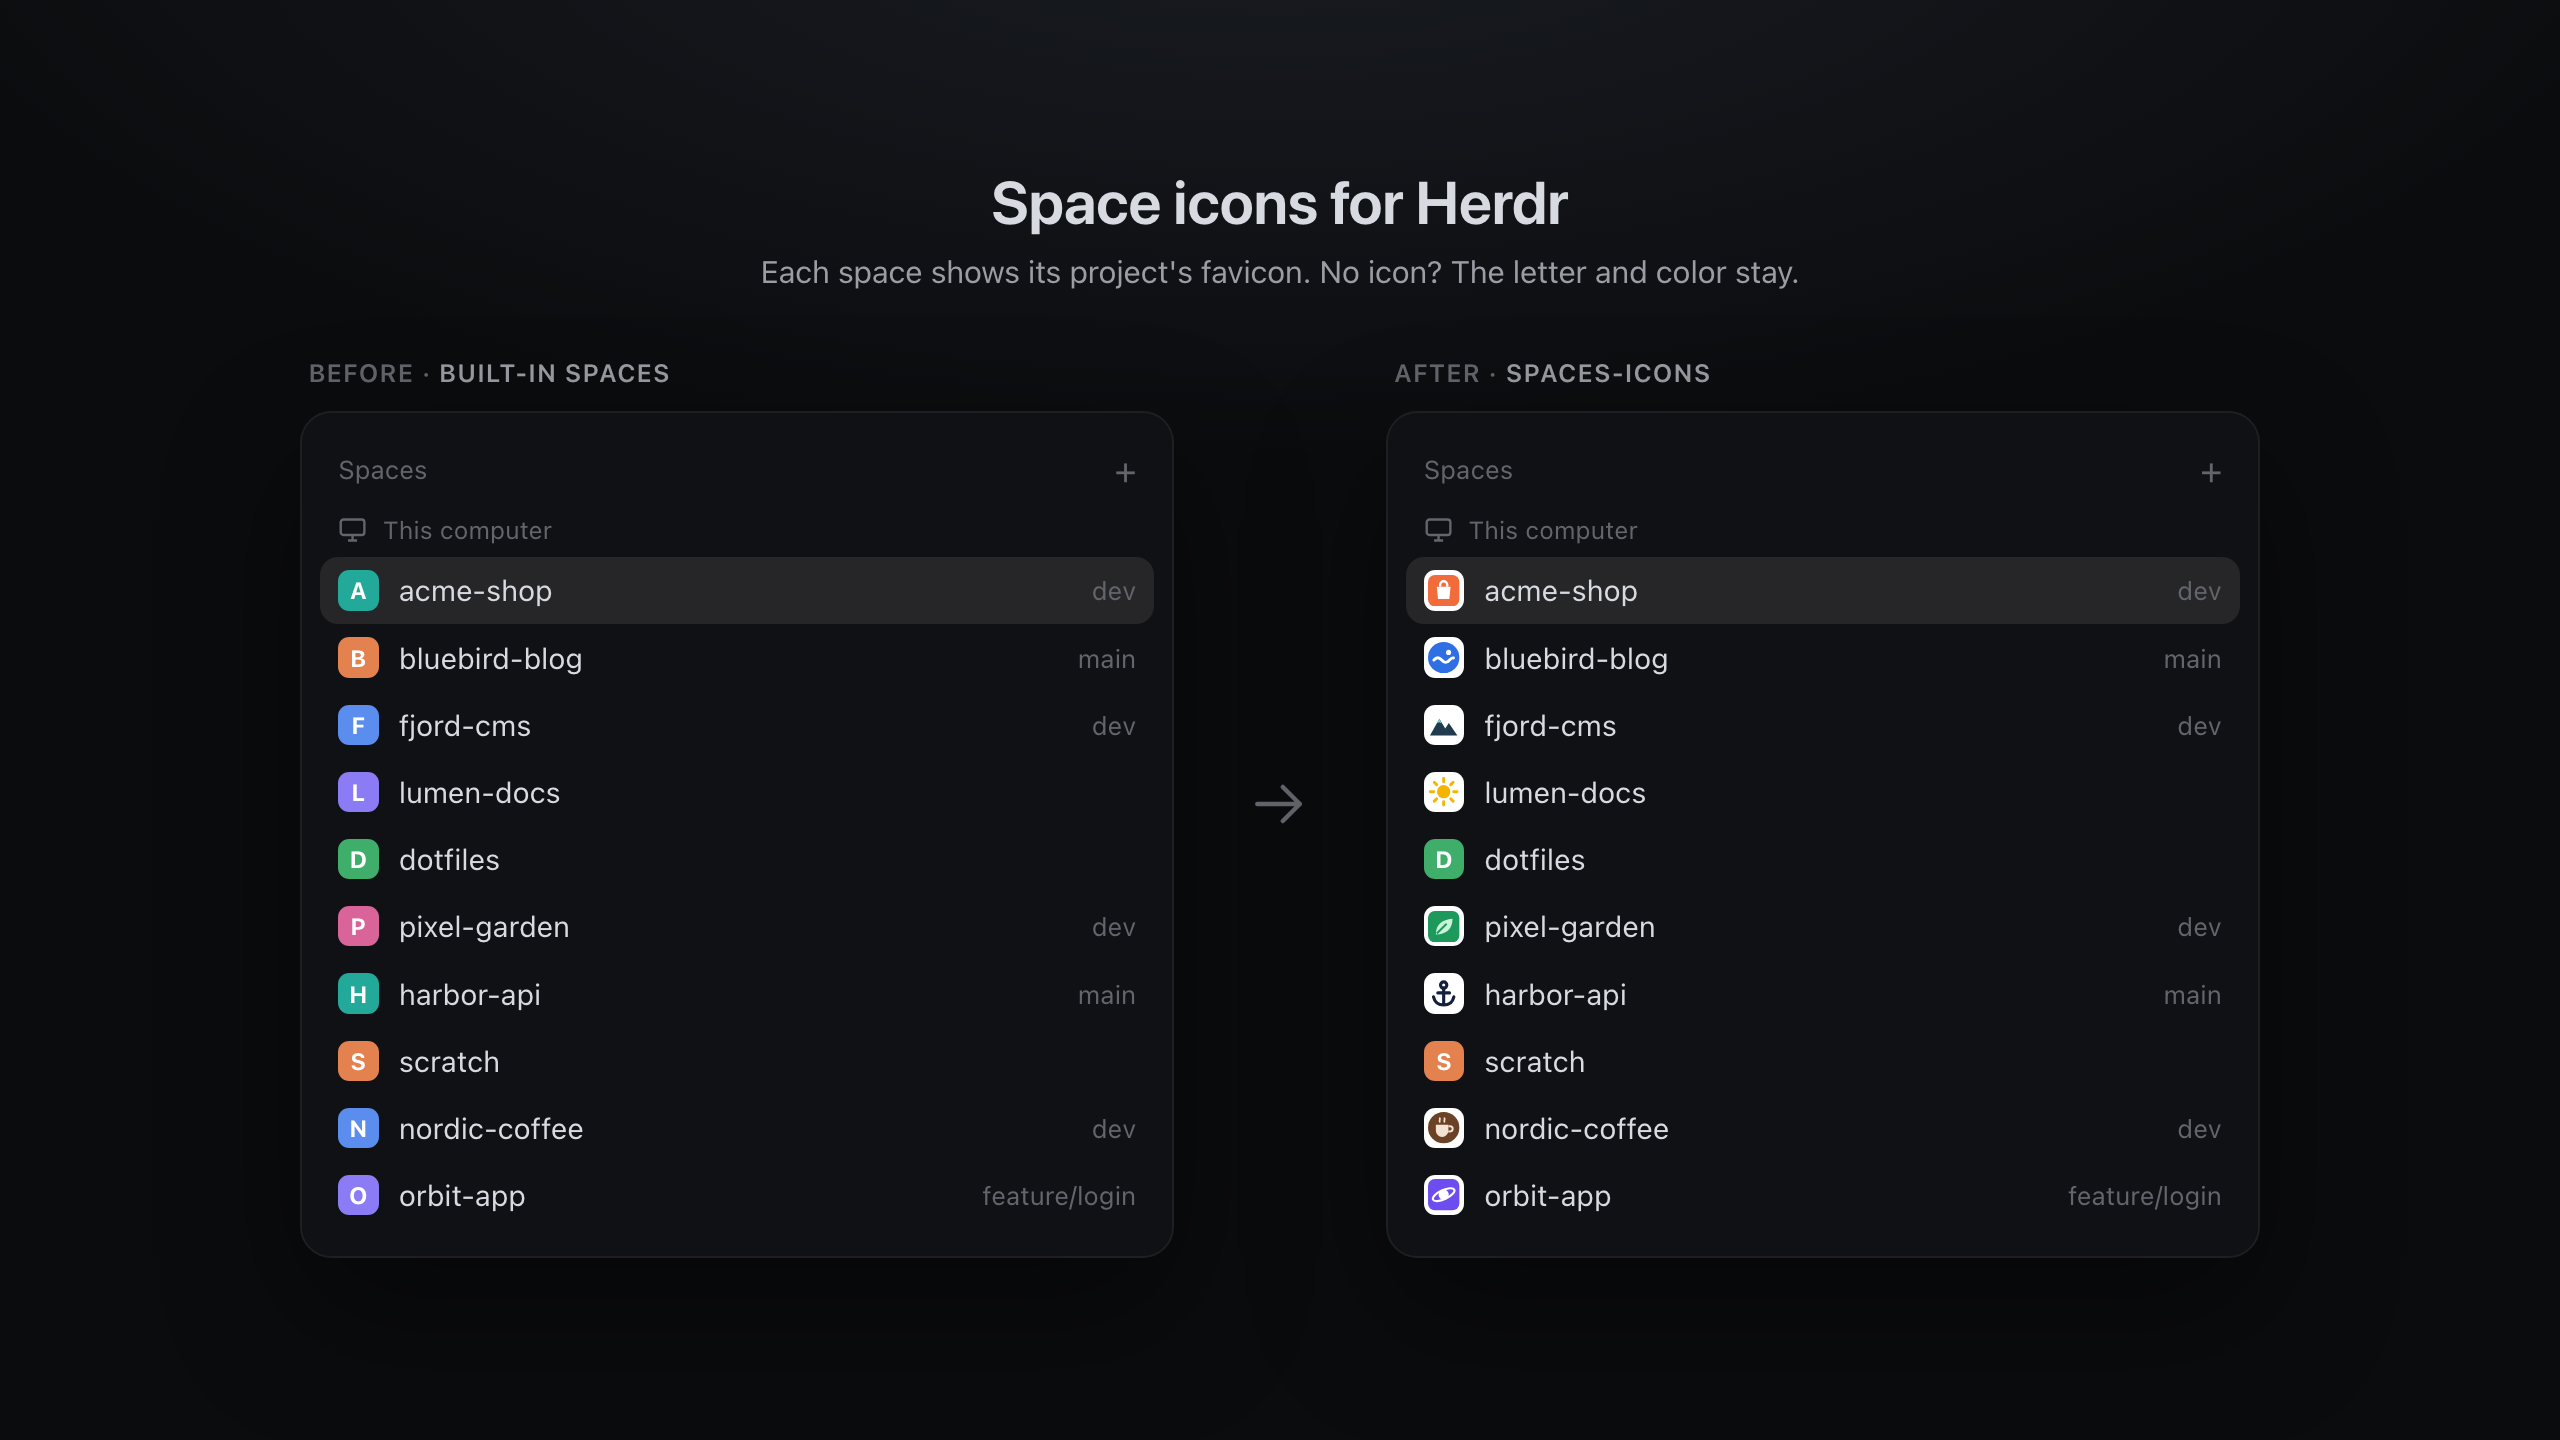 Space icons for Herdr
Each space shows its project's favicon. No icon? The letter and color stay.
BEFORE · BUILT-IN SPACES
Spaces +
This computer
A acme-shop dev
B bluebird-blog main
F fjord-cms dev
L lumen-docs
D dotfiles
P pixel-garden dev
H harbor-api main
S scratch
N nordic-coffee dev
O orbit-app feature/login
AFTER · SPACES-ICONS
Spaces +
This computer
acme-shop dev
bluebird-blog main
fjord-cms dev
lumen-docs
D dotfiles
pixel-garden dev
harbor-api main
S scratch
nordic-coffee dev
orbit-app feature/login